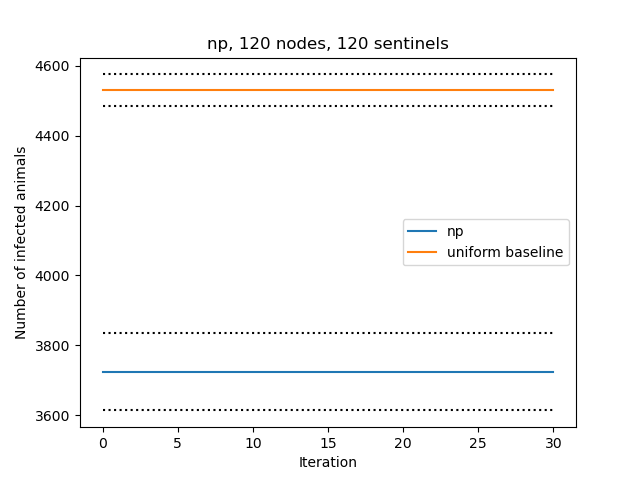 np, 120 nodes, 120 sentinels
4600
4400
4200
4000
3800
3600
Number of infected animals
np
uniform baseline
0 5 10 15 20 25 30
Iteration